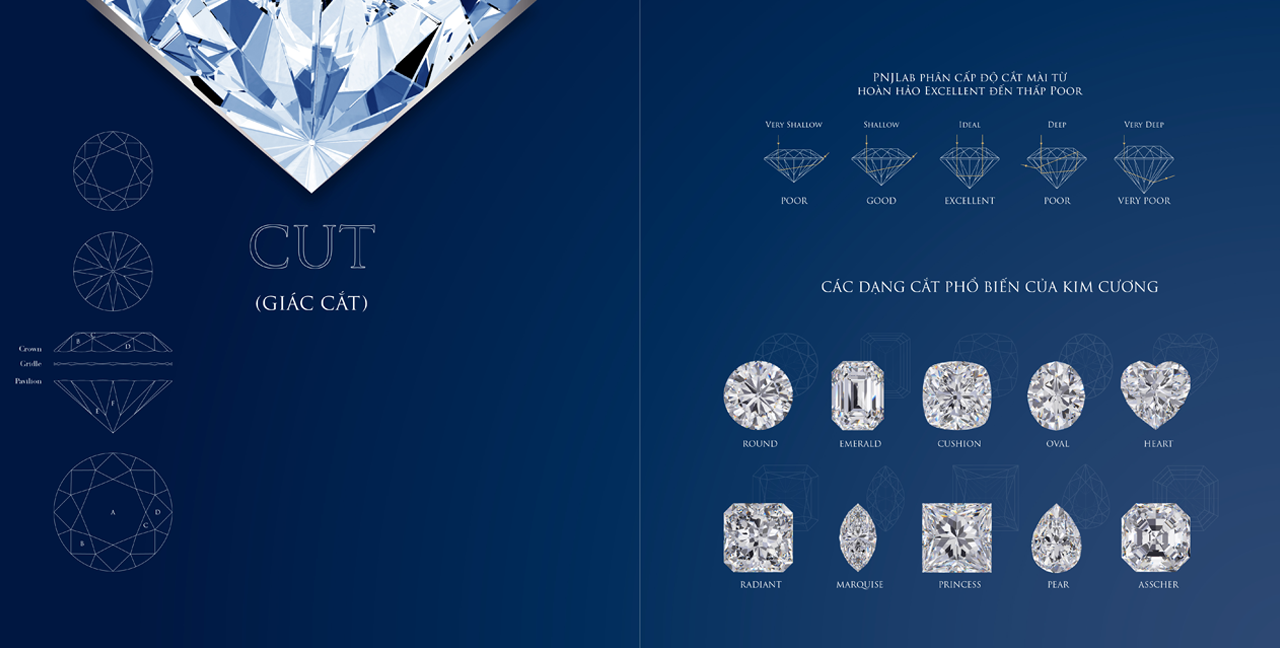 CUT
(GIÁC CẮT)
Crown
Girdle
Pavilion
B
C
D
E
F
A
D
C
B
PNJLAB PHÂN CẤP ĐỘ CẮT MÀI TỪ
HOÀN HẢO EXCELLENT ĐẾN THẤP POOR
VERY SHALLOW
SHALLOW
IDEAL
DEEP
VERY DEEP
POOR
GOOD
EXCELLENT
POOR
VERY POOR
CÁC DẠNG CẮT PHỔ BIẾN CỦA KIM CƯƠNG
ROUND
EMERALD
CUSHION
OVAL
HEART
RADIANT
MARQUISE
PRINCESS
PEAR
ASSCHER